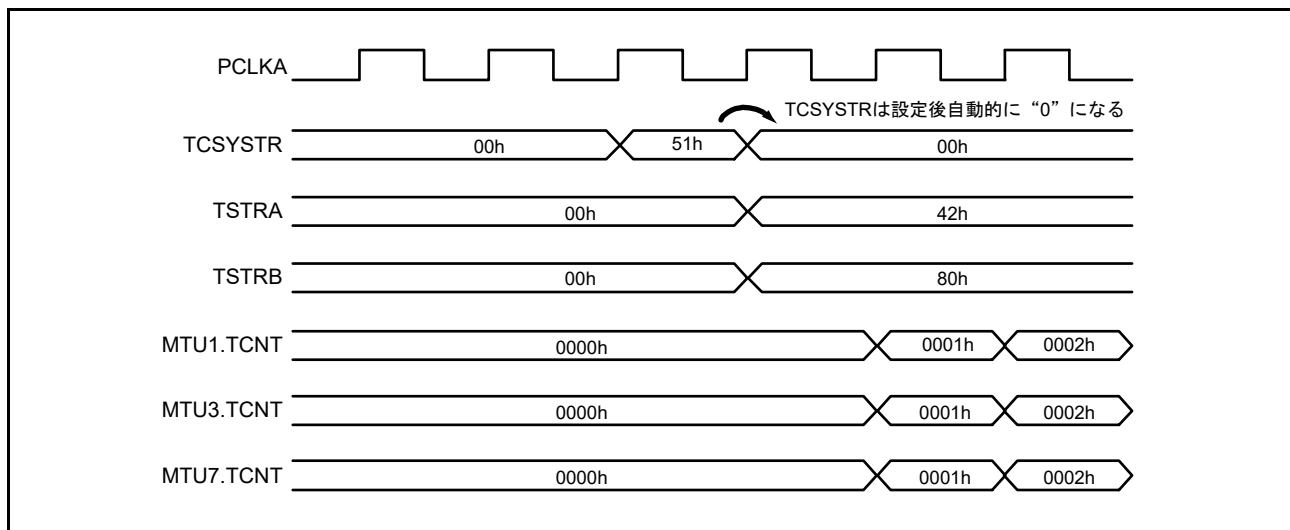 PCLKA
TCSYSTRは設定後自動的に“0”になる
TCSYSTR 00h 51h 00h
TSTRA 00h 42h
TSTRB 00h 80h
MTU1.TCNT 0000h 0001h 0002h
MTU3.TCNT 0000h 0001h 0002h
MTU7.TCNT 0000h 0001h 0002h